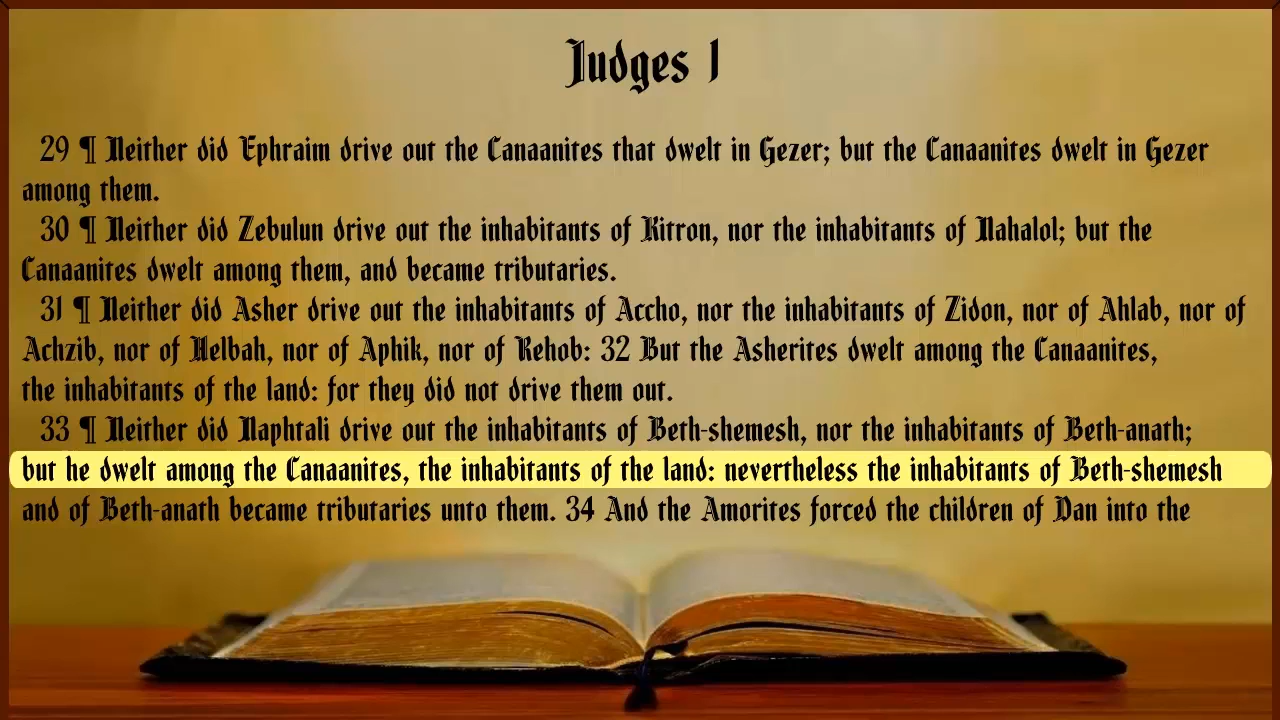 Judges 1
29 ¶ Neither did Ephraim drive out the Canaanites that dwelt in Gezer; but the Canaanites dwelt in Gezer
among them.
30 ¶ Neither did Zebulun drive out the inhabitants of Kitron, nor the inhabitants of Nahalol; but the
Canaanites dwelt among them, and became tributaries.
31 ¶ Neither did Asher drive out the inhabitants of Accho, nor the inhabitants of Zidon, nor of Ahlab, nor of
Achzib, nor of Helbah, nor of Aphik, nor of Rehob: 32 But the Asherites dwelt among the Canaanites,
the inhabitants of the land: for they did not drive them out.
33 ¶ Neither did Naphtali drive out the inhabitants of Beth-shemesh, nor the inhabitants of Beth-anath;
but he dwelt among the Canaanites, the inhabitants of the land: nevertheless the inhabitants of Beth-shemesh
and of Beth-anath became tributaries unto them. 34 And the Amorites forced the children of Dan into the